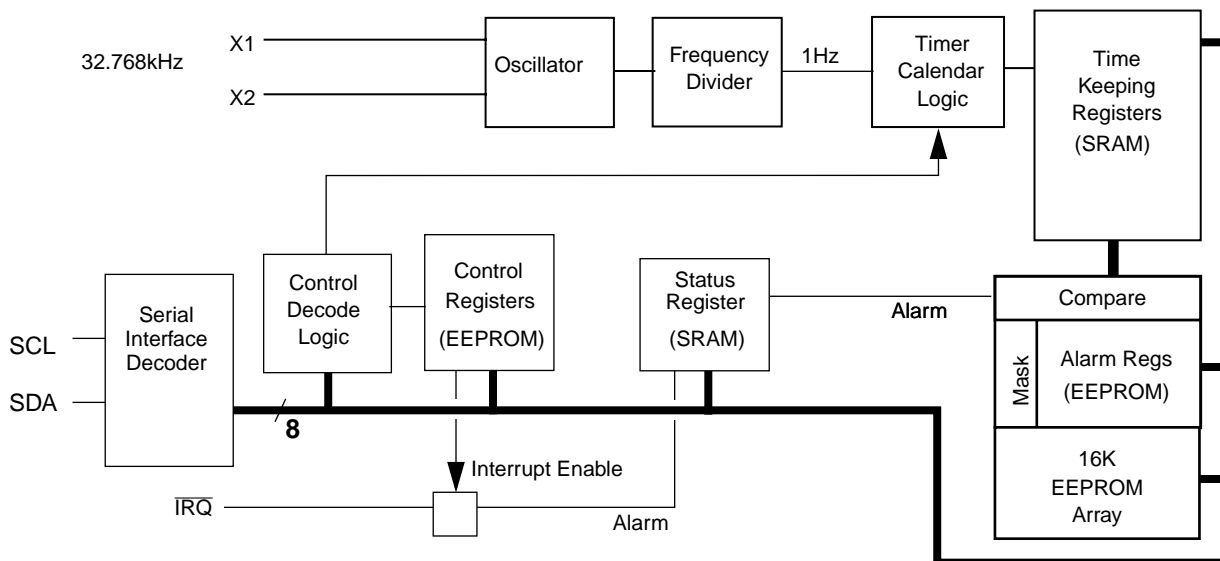 32.768kHz
X1
X2
Oscillator
Frequency
Divider
1Hz
Timer
Calendar
Logic
Time
Keeping
Registers
(SRAM)
SCL
SDA
Serial
Interface
Decoder
8
Control
Decode
Logic
Control
Registers
(EEPROM)
Status
Register
(SRAM)
Alarm
Compare
Mask
Alarm Regs
(EEPROM)
16K
EEPROM
Array
Interrupt Enable
IRQ
Alarm